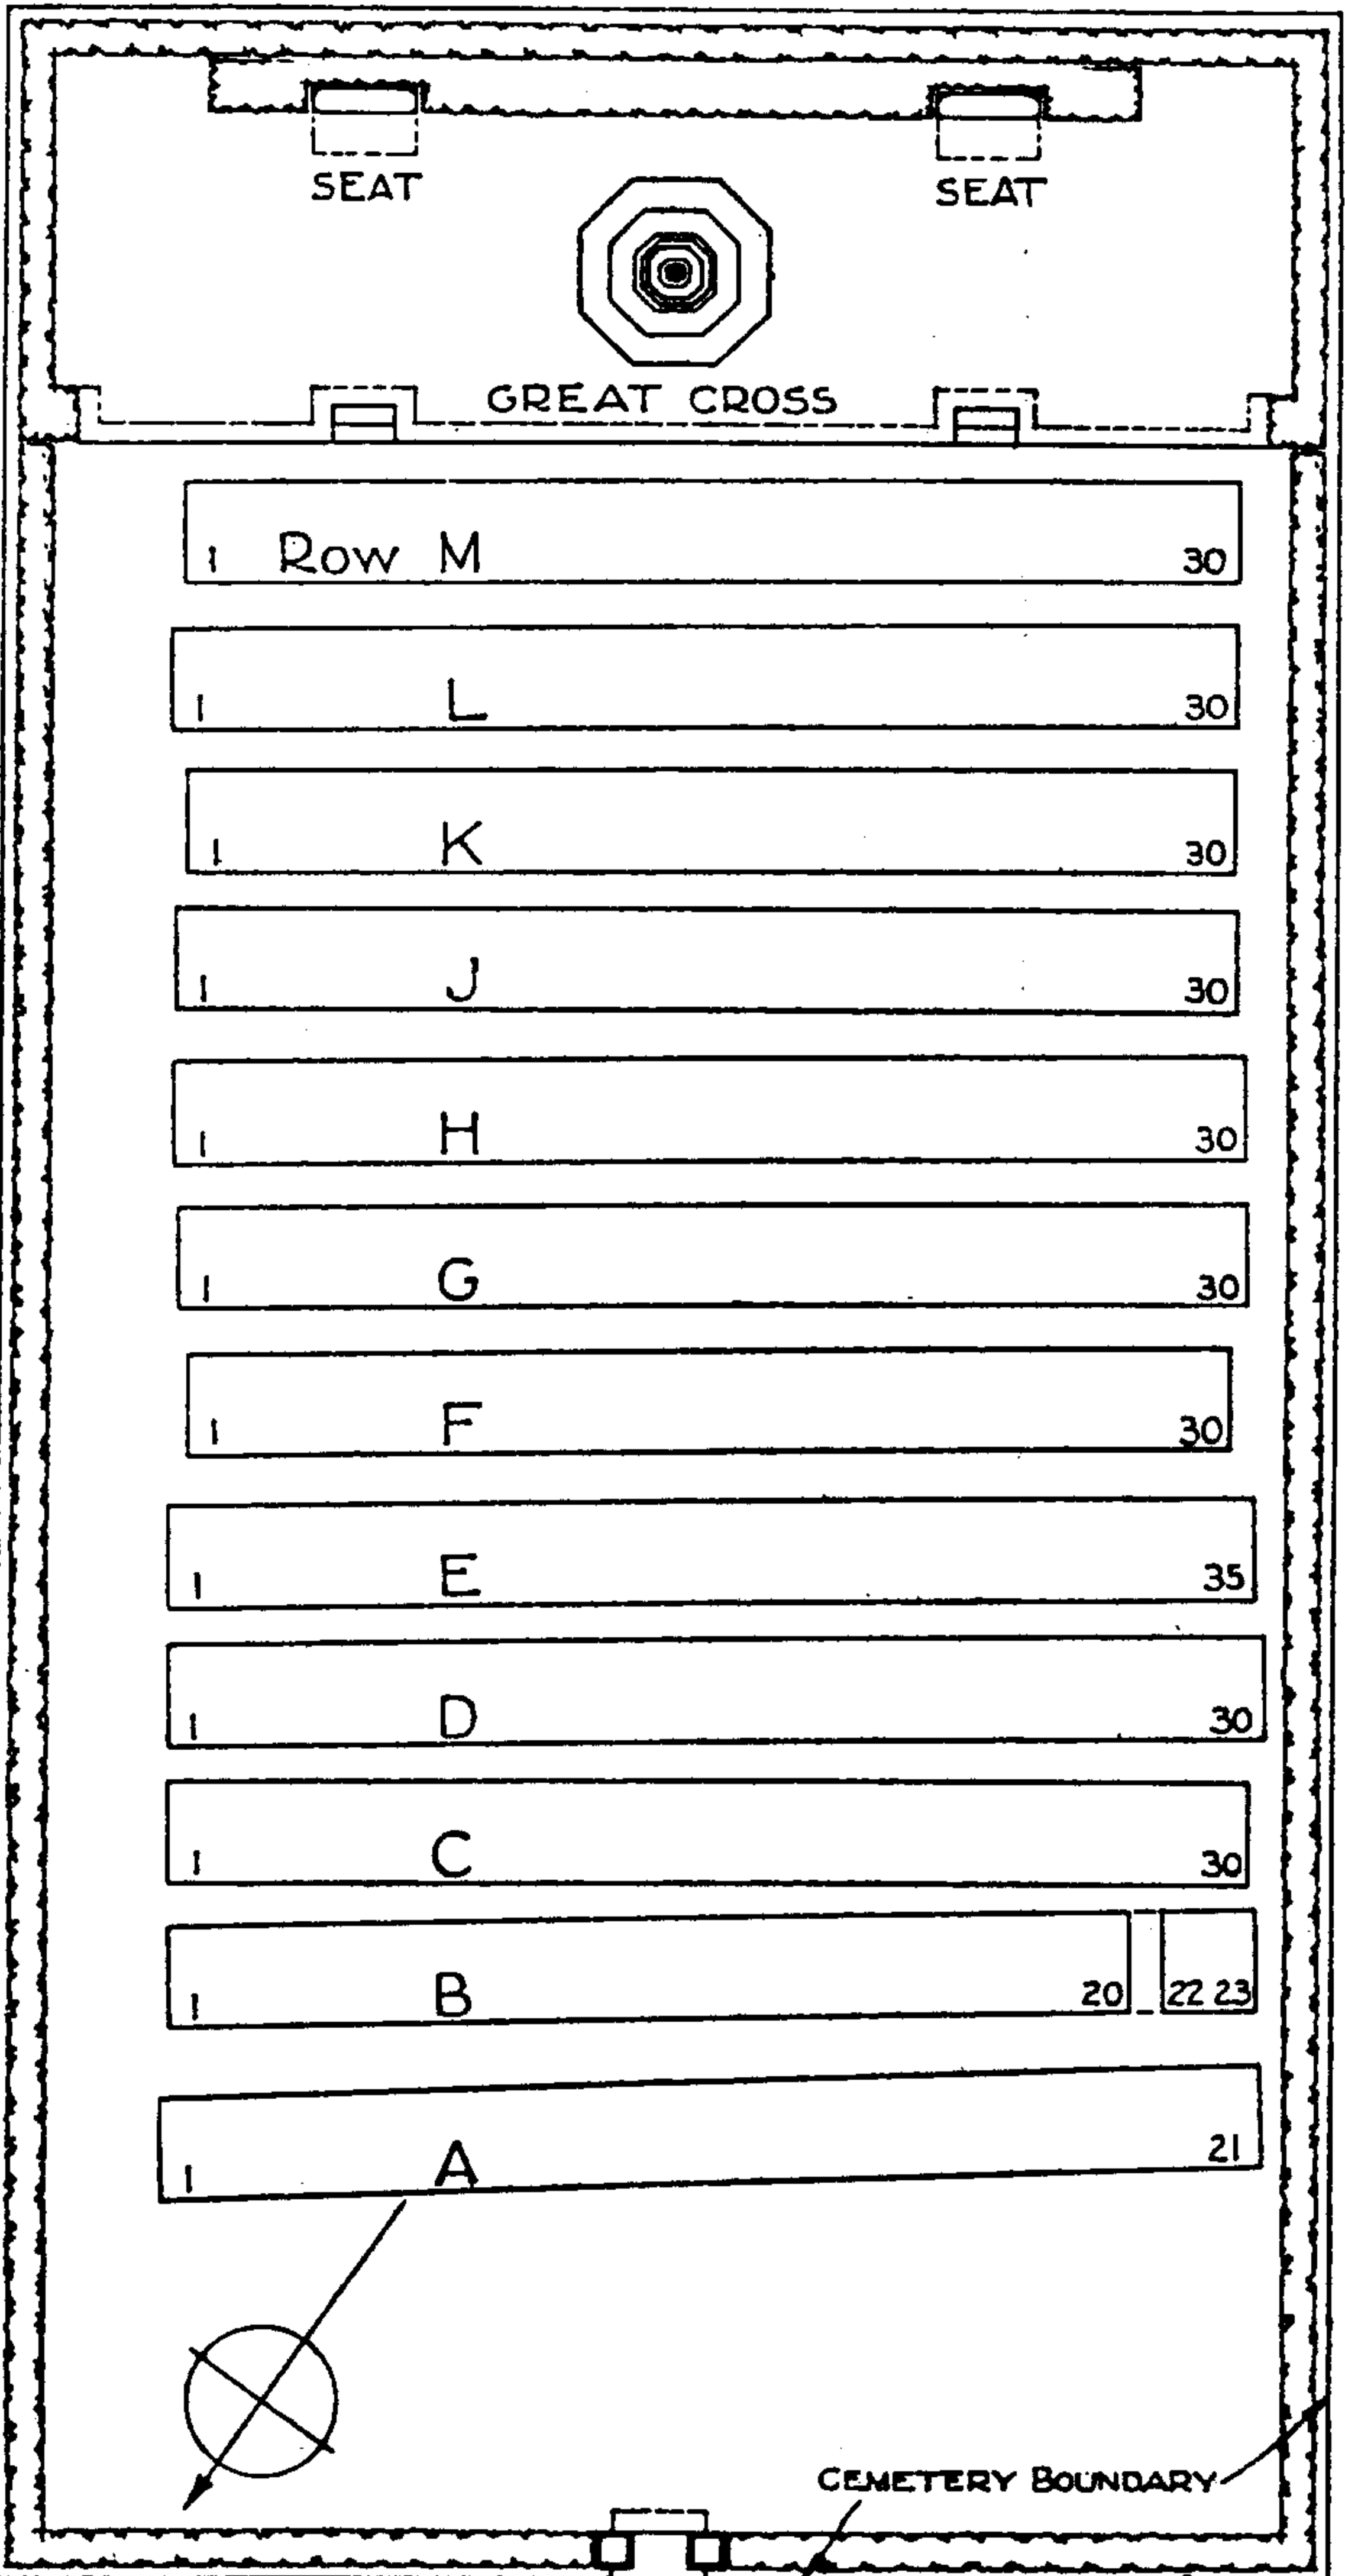 SEAT SEAT
GREAT CROSS
1 Row M 30
1 L 30
1 K 30
1 J 30
1 H 30
1 G 30
1 F 30
1 E 35
1 D 30
1 C 30
1 B 20 22 23
1 A 21
CEMETERY BOUNDARY